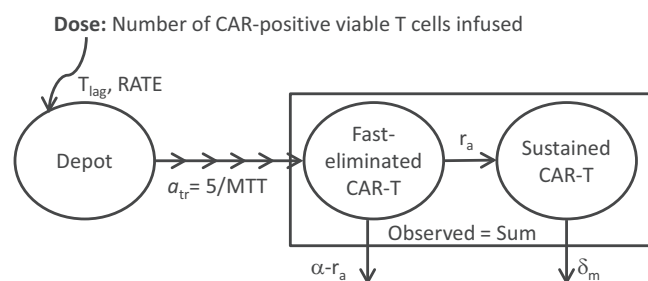 Dose: Number of CAR-positive viable T cells infused
Tlag, RATE
Depot
atr= 5/MTT
Fast-
eliminated
CAR-T
ra
Sustained
CAR-T
Observed = Sum
α-ra
δm